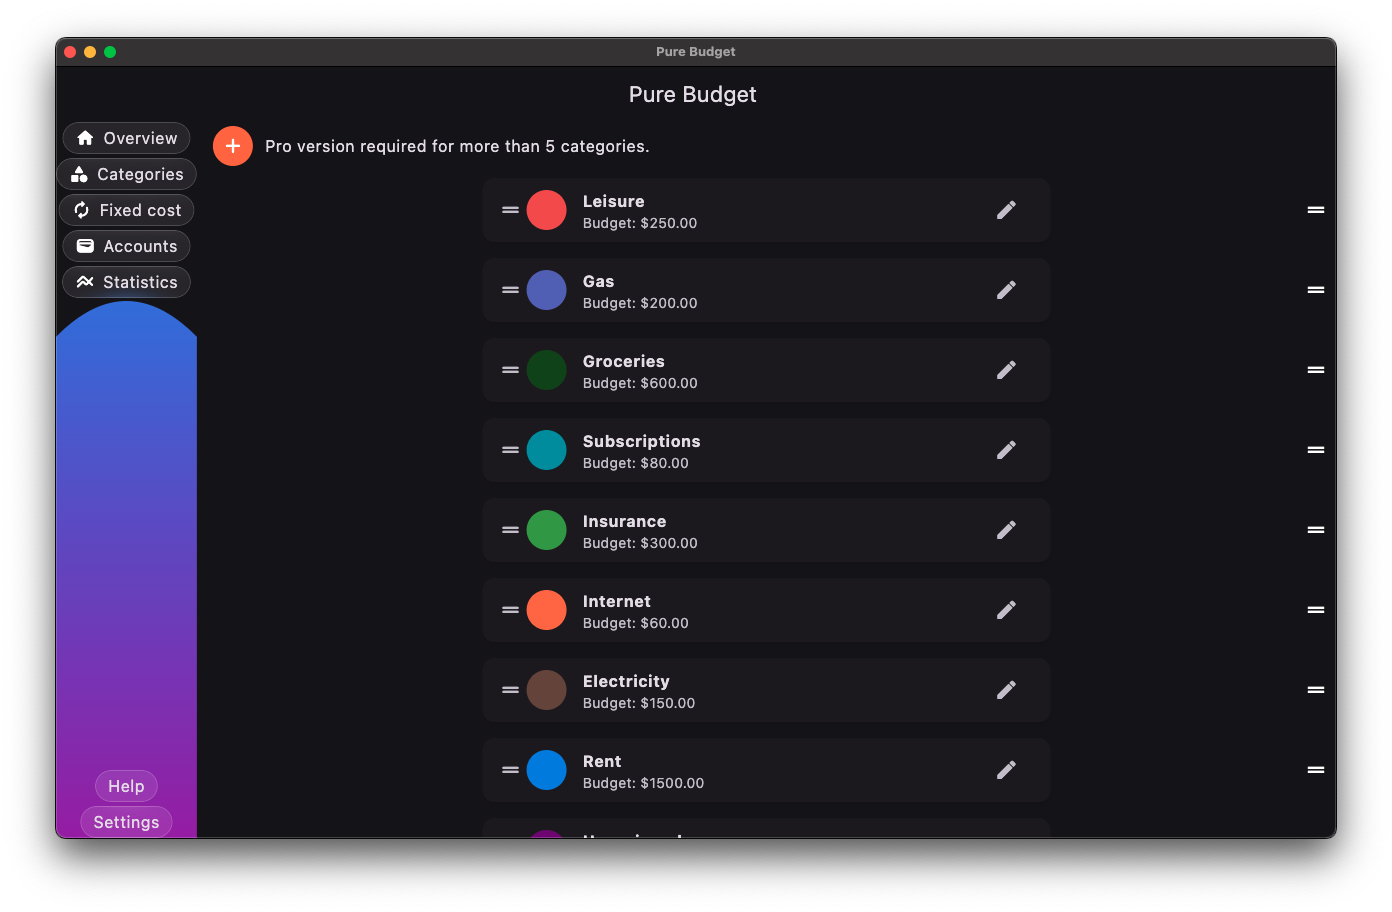 Pure Budget
Pure Budget
Overview
Categories
Fixed cost
Accounts
Statistics
Help
Settings
Pro version required for more than 5 categories.
Leisure
Budget: $250.00
Gas
Budget: $200.00
Groceries
Budget: $600.00
Subscriptions
Budget: $80.00
Insurance
Budget: $300.00
Internet
Budget: $60.00
Electricity
Budget: $150.00
Rent
Budget: $1500.00